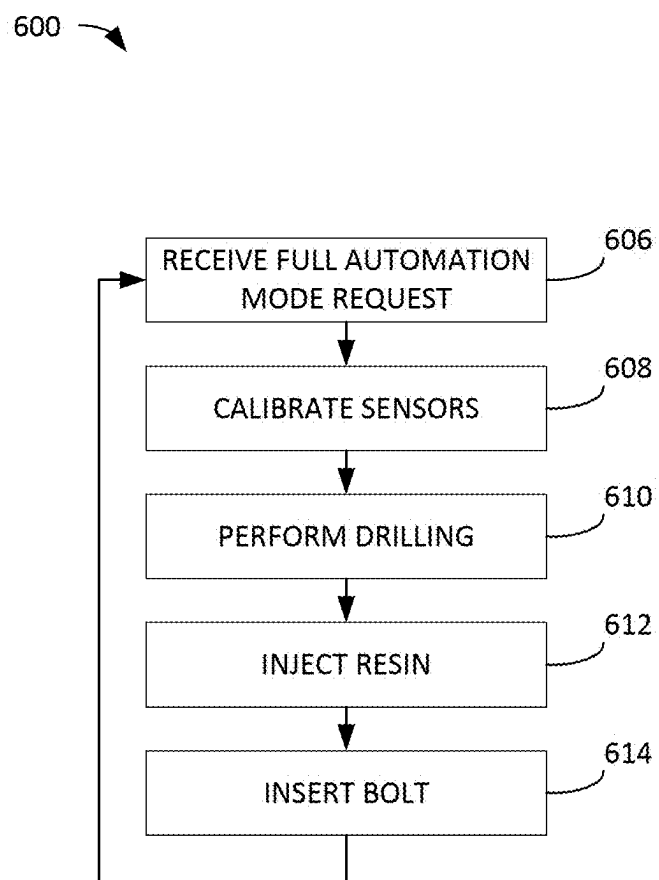 600
RECEIVE FULL AUTOMATION
MODE REQUEST
606
CALIBRATE SENSORS
608
PERFORM DRILLING
610
INJECT RESIN
612
INSERT BOLT
614